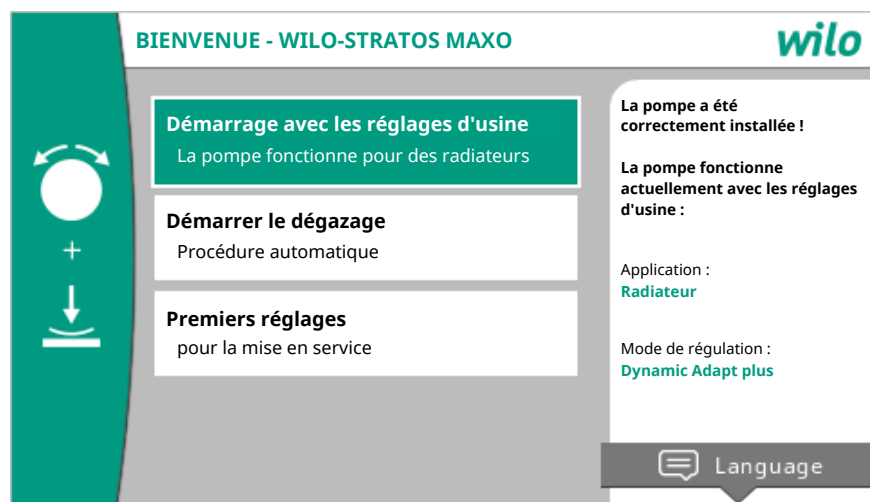 BIENVENUE - WILO-STRATOS MAXO
wilo
Démarrage avec les réglages d'usine
La pompe fonctionne pour des radiateurs
Démarrer le dégazage
Procédure automatique
Premiers réglages
pour la mise en service
La pompe a été
correctement installée !
La pompe fonctionne
actuellement avec les réglages
d'usine :
Application :
Radiateur
Mode de régulation :
Dynamic Adapt plus
Language
+